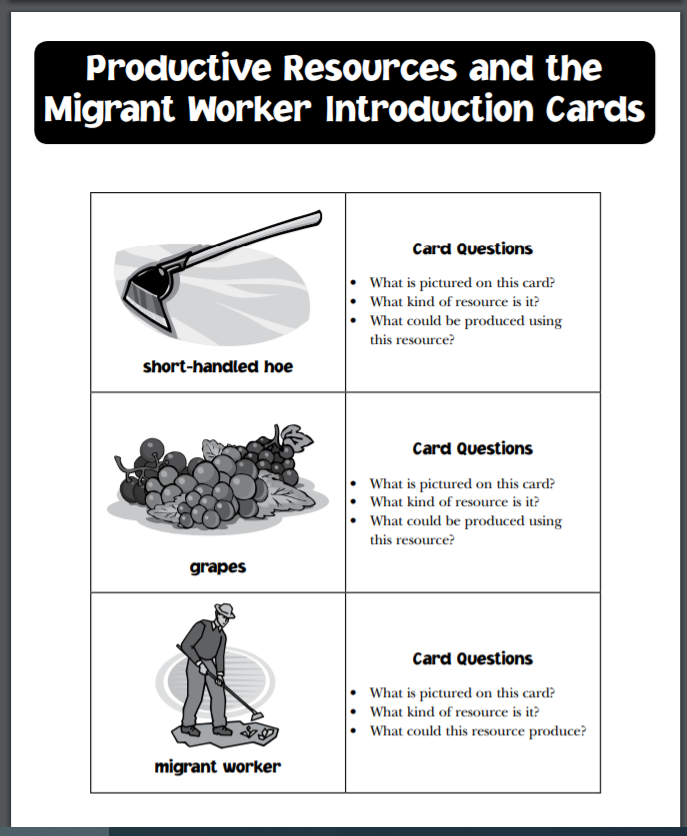 Productive Resources and the
Migrant Worker Introduction Cards
short-handled hoe
Card Questions
• What is pictured on this card?
• What kind of resource is it?
• What could be produced using
this resource?
grapes
Card Questions
• What is pictured on this card?
• What kind of resource is it?
• What could be produced using
this resource?
migrant worker
Card Questions
• What is pictured on this card?
• What kind of resource is it?
• What could this resource produce?